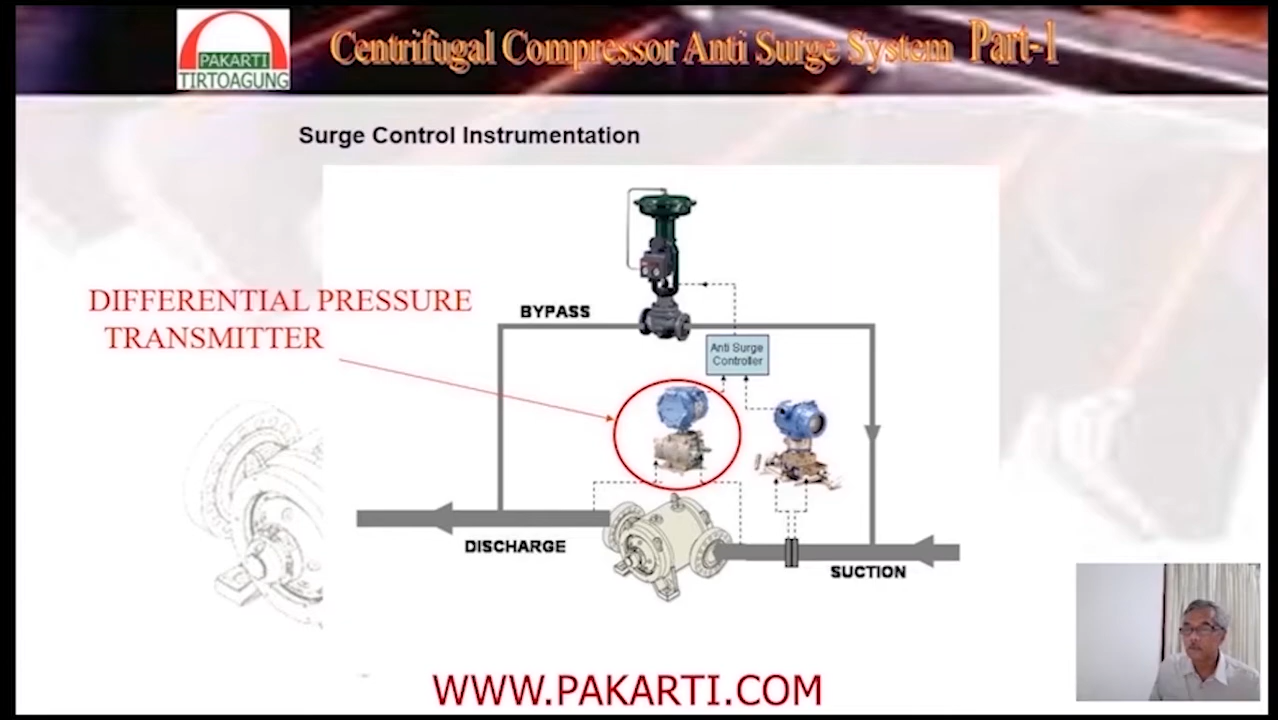 PAKARTI
TIRTOAGUNG
Centrifugal Compressor Anti Surge System Part-1
Surge Control Instrumentation
DIFFERENTIAL PRESSURE
TRANSMITTER
BYPASS
Anti Surge
Controller
DISCHARGE
SUCTION
WWW.PAKARTI.COM